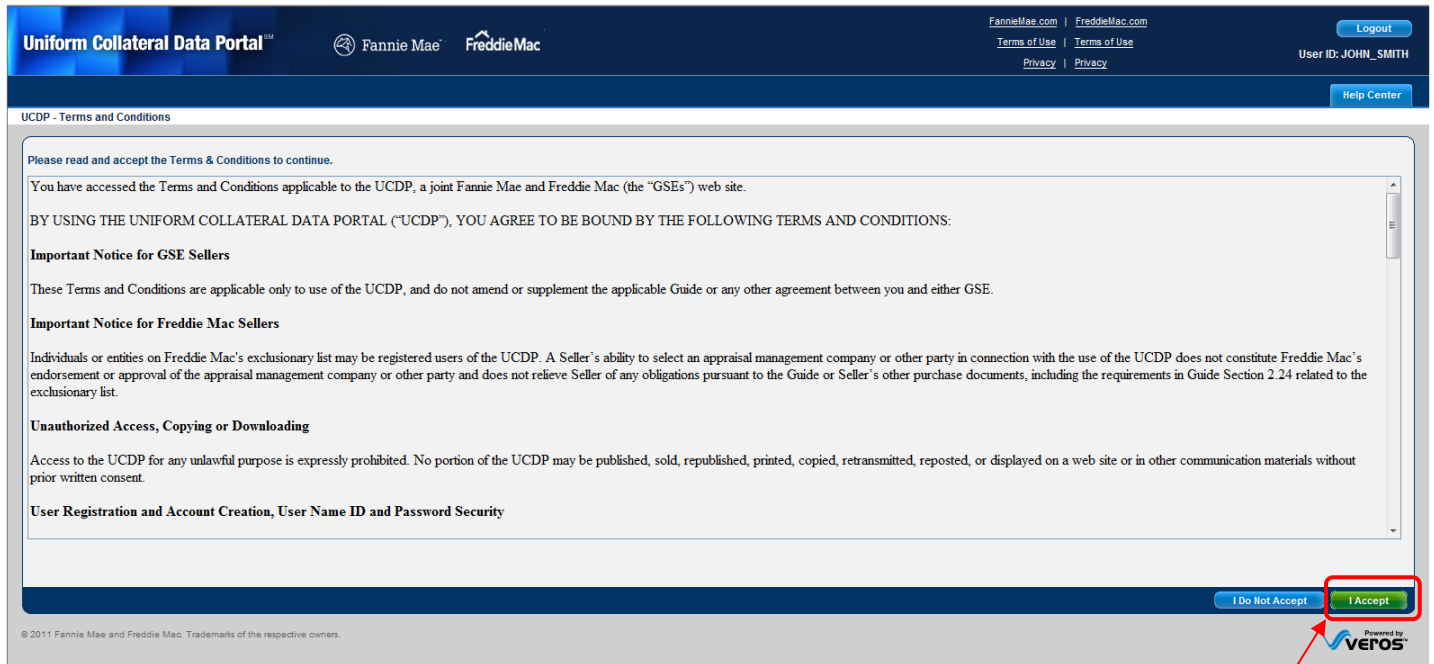 Uniform Collateral Data Portal℠
Fannie Mae
Freddie Mac
FannieMae.com | FreddieMac.com
Terms of Use | Terms of Use
Privacy | Privacy
Logout
User ID: JOHN_SMITH
Help Center
UCDP - Terms and Conditions
Please read and accept the Terms & Conditions to continue.
You have accessed the Terms and Conditions applicable to the UCDP, a joint Fannie Mae and Freddie Mac (the “GSEs”) web site.
BY USING THE UNIFORM COLLATERAL DATA PORTAL (“UCDP”), YOU AGREE TO BE BOUND BY THE FOLLOWING TERMS AND CONDITIONS:
Important Notice for GSE Sellers
These Terms and Conditions are applicable only to use of the UCDP, and do not amend or supplement the applicable Guide or any other agreement between you and either GSE.
Important Notice for Freddie Mac Sellers
Individuals or entities on Freddie Mac's exclusionary list may be registered users of the UCDP. A Seller’s ability to select an appraisal management company or other party in connection with the use of the UCDP does not constitute Freddie Mac’s
endorsement or approval of the appraisal management company or other party and does not relieve Seller of any obligations pursuant to the Guide or Seller’s other purchase documents, including the requirements in Guide Section 2.24 related to the
exclusionary list.
Unauthorized Access, Copying or Downloading
Access to the UCDP for any unlawful purpose is expressly prohibited. No portion of the UCDP may be published, sold, republished, printed, copied, retransmitted, reposted, or displayed on a web site or in other communication materials without
prior written consent.
User Registration and Account Creation, User Name ID and Password Security
I Do Not Accept
I Accept
© 2011 Fannie Mae and Freddie Mac. Trademarks of the respective owners.
Powered by
veros™